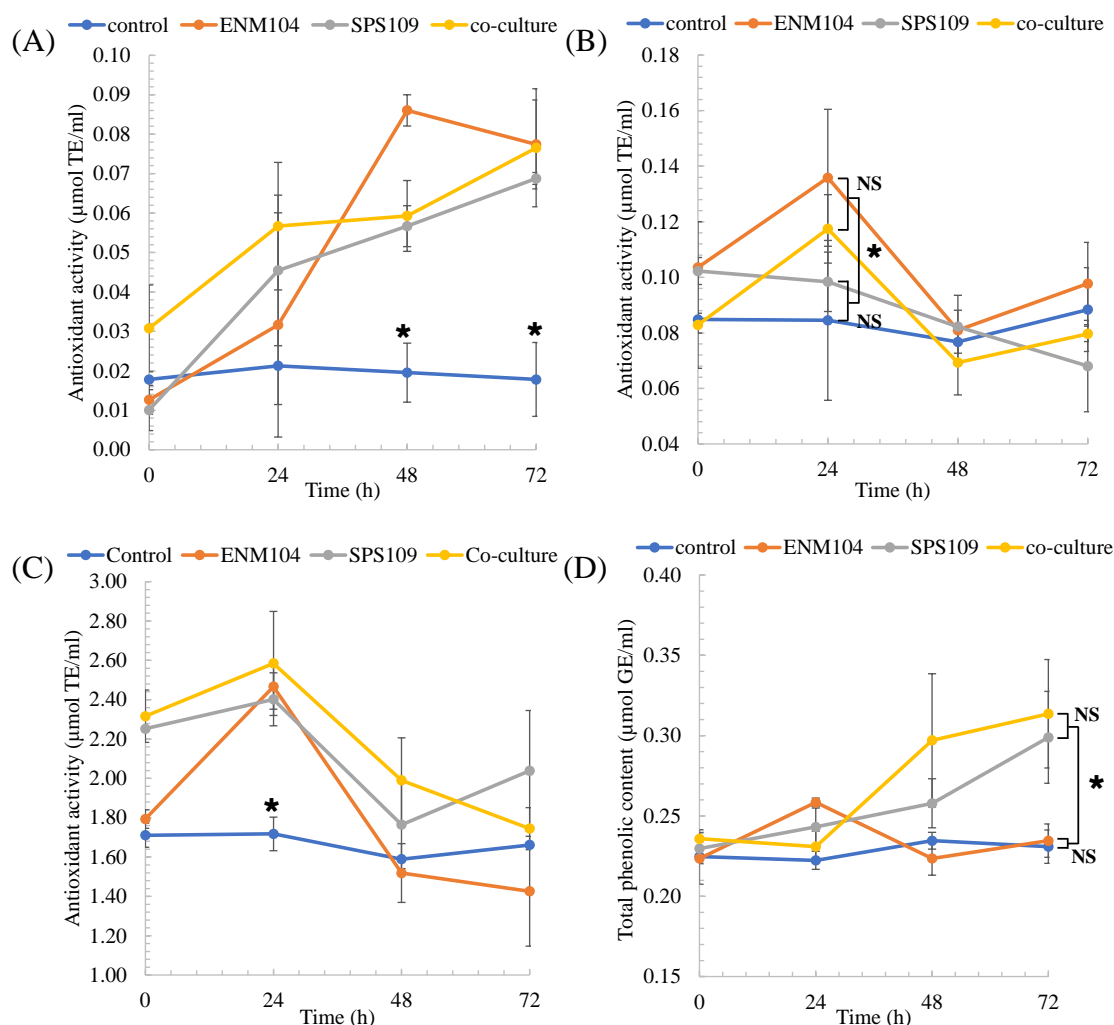 (A)
control ENM104 SPS109 co-culture
Antioxidant activity (µmol TE/ml)
0.10
0.09
0.08
0.07
0.06
0.05
0.04
0.03
0.02
0.01
0.00
*
*
0 24 48 72
Time (h)
(B)
control ENM104 SPS109 co-culture
Antioxidant activity (µmol TE/ml)
0.18
0.16
0.14
0.12
0.10
0.08
0.06
0.04
NS
*
NS
0 24 48 72
Time (h)
(C)
Control ENM104 SPS109 Co-culture
Antioxidant activity (µmol TE/ml)
3.00
2.80
2.60
2.40
2.20
2.00
1.80
1.60
1.40
1.20
1.00
*
0 24 48 72
Time (h)
(D)
control ENM104 SPS109 co-culture
Total phenolic content (µmol GE/ml)
0.40
0.35
0.30
0.25
0.20
0.15
NS
*
NS
0 24 48 72
Time (h)